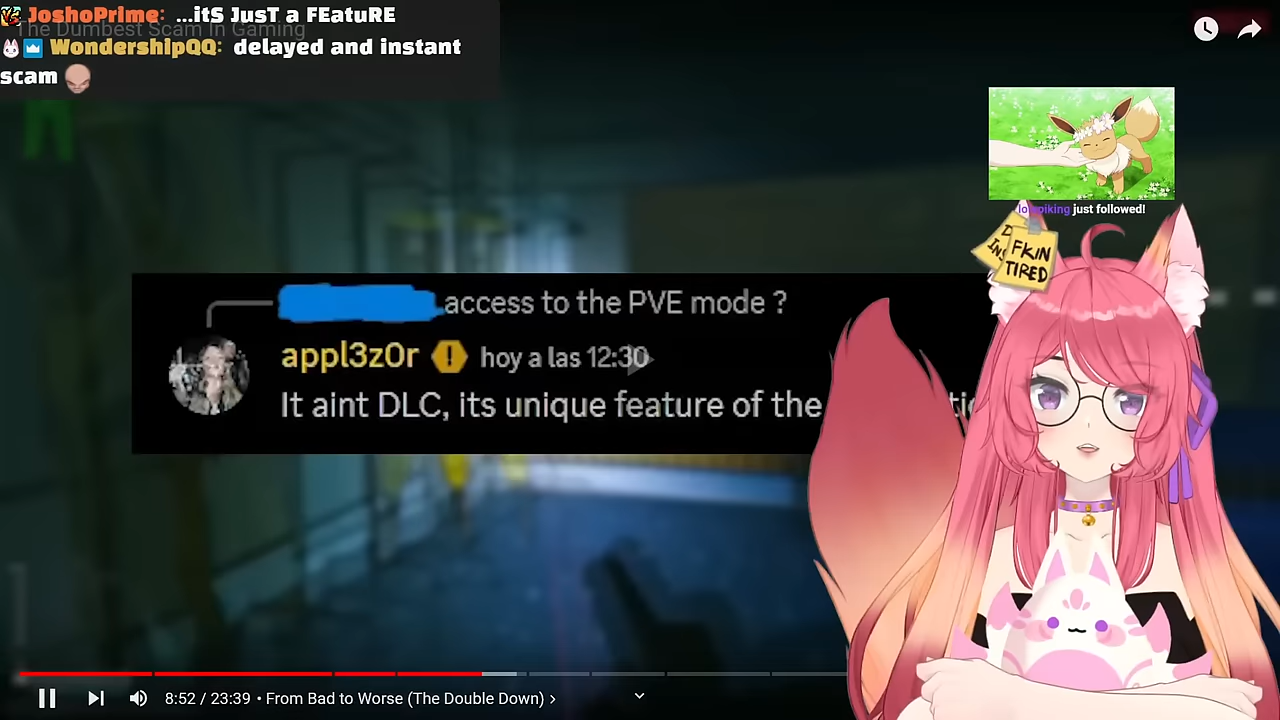 JoshoPrime: ...itS JusT a FEatuRE
The Dumbest Scam In Gaming
WondershipQQ: delayed and instant
scam
just followed!
FKIN
TIRED
access to the PVE mode ?
appl3z0r hoy a las 12:30
It aint DLC, its unique feature of the
8:52 / 23:39 • From Bad to Worse (The Double Down) ›